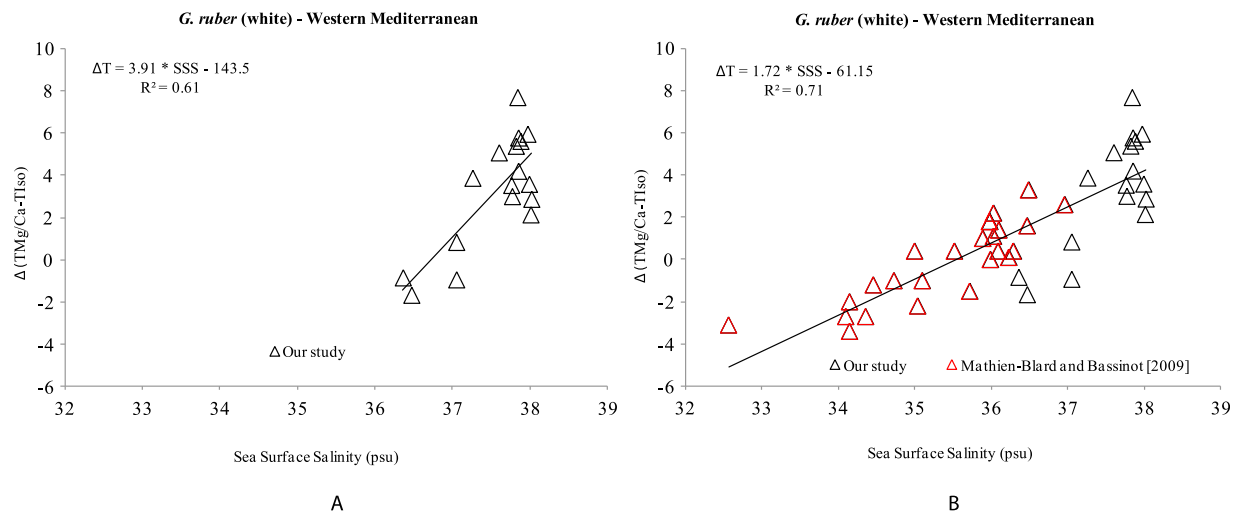 G. ruber (white) - Western Mediterranean
ΔT = 3.91 * SSS - 143.5
R² = 0.61
Δ (TMg/Ca-TIso)
10
8
6
4
2
0
-2
-4
-6
Δ Our study
32 33 34 35 36 37 38 39
Sea Surface Salinity (psu)
A
G. ruber (white) - Western Mediterranean
ΔT = 1.72 * SSS - 61.15
R² = 0.71
Δ (TMg/Ca-TIso)
10
8
6
4
2
0
-2
-4
-6
Δ Our study Δ Mathien-Blard and Bassinot [2009]
32 33 34 35 36 37 38 39
Sea Surface Salinity (psu)
B